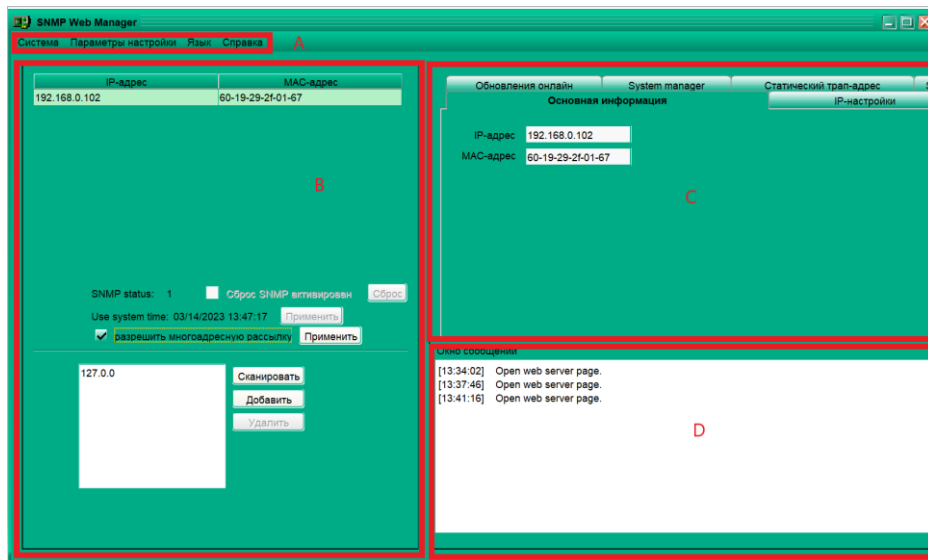 SNMP Web Manager
Система Параметры настройки Язык Справка A
IP-адрес MAC-адрес
192.168.0.102 60-19-29-2f-01-67
B
SNMP status: 1 Сброс SNMP активирован Сброс
Use system time: 03/14/2023 13:47:17 Применить
разрешить многоадресную рассылку Применить
127.0.0
Сканировать
Добавить
Удалить
Обновления онлайн System manager Статический трап-адрес
Основная информация IP-настройки
IP-адрес 192.168.0.102
MAC-адрес 60-19-29-2f-01-67
C
Окно сообщений
[13:34:02] Open web server page.
[13:37:46] Open web server page.
[13:41:16] Open web server page.
D